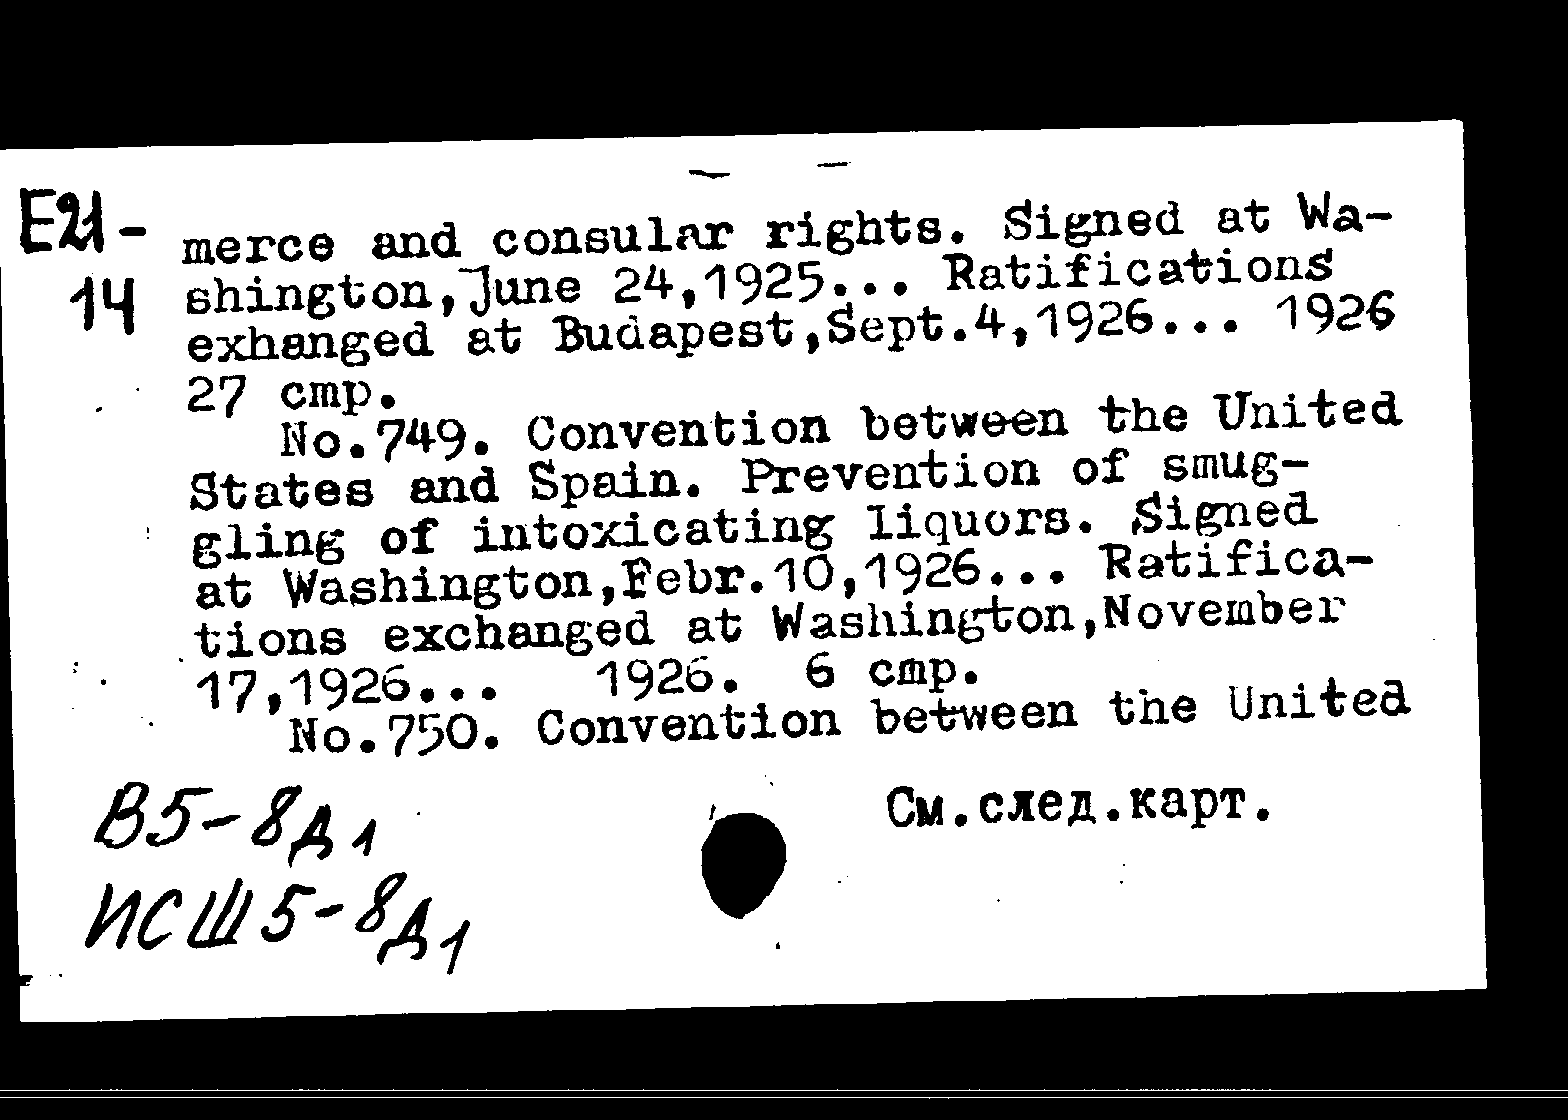 E21-
14
merce and consular rights. Signed at Wa-
shington,June 24,1925... Ratifications
exhanged at Budapest,Sept.4,1926... 1926
27 стр.
No.749. Convention between the United
States and Spain. Prevention of smug-
gling of intoxicating liquors. Signed
at Washington,Febr.10,1926... Ratifica-
tions exchanged at Washington,November
17,1926... 1926. 6 стр.
No.750. Convention between the United
См.след.карт.
В5-8Д1
ИСШ5-8Д1